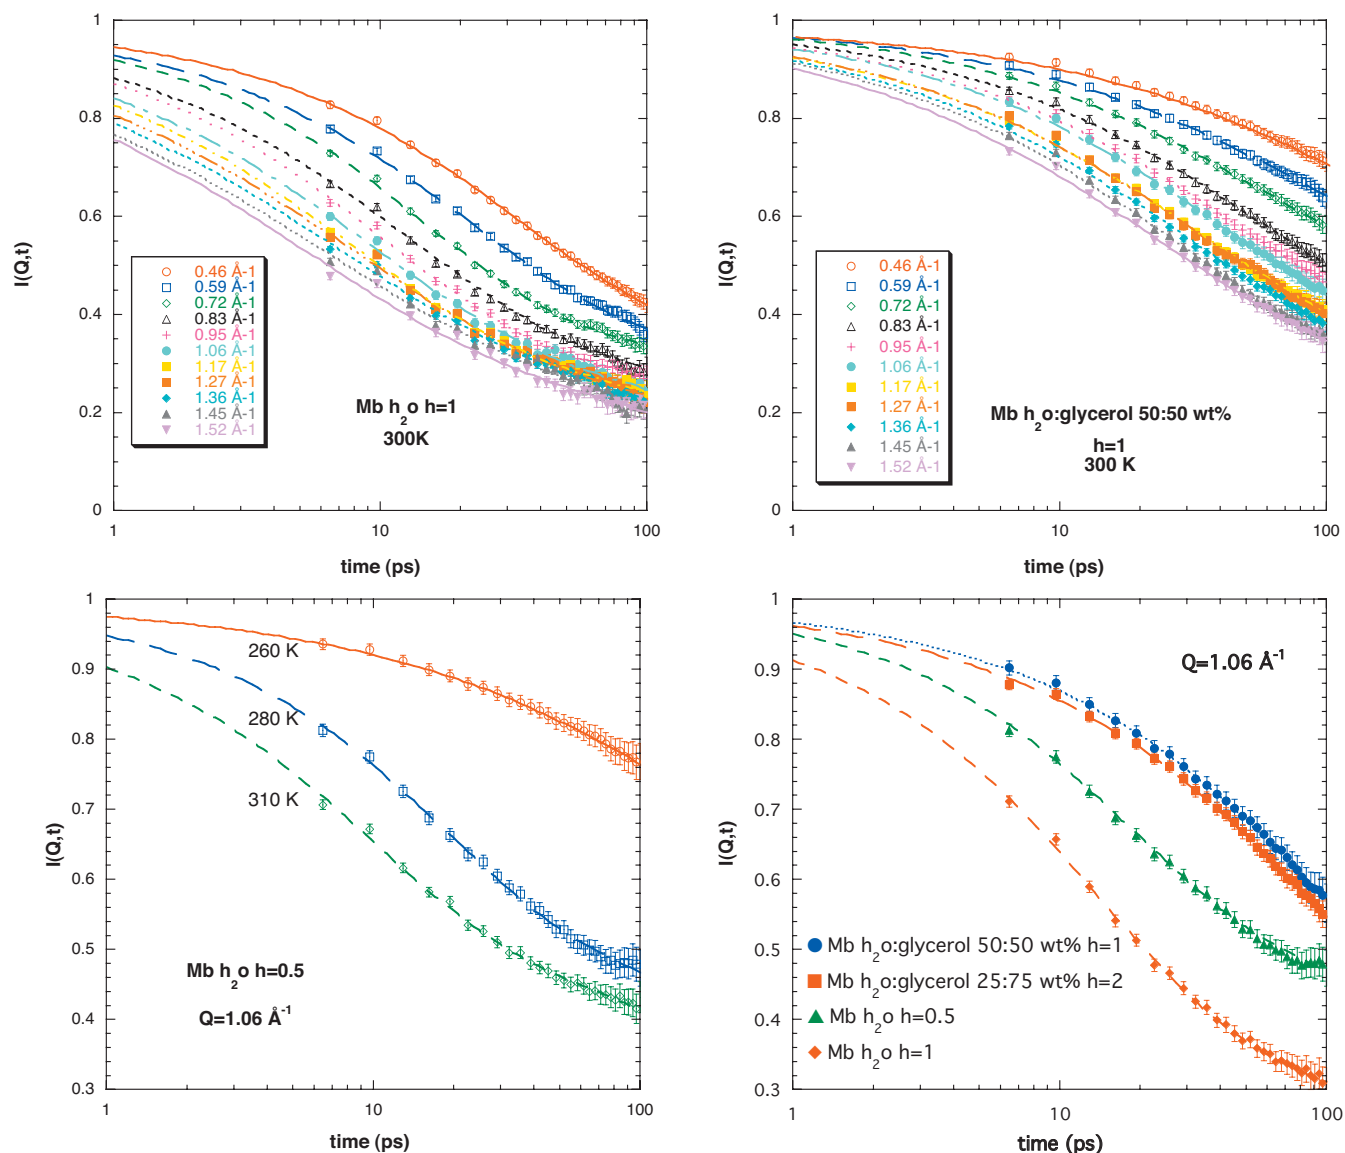 1
0.8
0.6
0.4
0.2
0
I(Q,t)
0.46 Å-1
0.59 Å-1
0.72 Å-1
0.83 Å-1
0.95 Å-1
1.06 Å-1
1.17 Å-1
1.27 Å-1
1.36 Å-1
1.45 Å-1
1.52 Å-1
Mb h2o h=1
300K
1 10 100
time (ps)
1
0.8
0.6
0.4
0.2
0
I(Q,t)
0.46 Å-1
0.59 Å-1
0.72 Å-1
0.83 Å-1
0.95 Å-1
1.06 Å-1
1.17 Å-1
1.27 Å-1
1.36 Å-1
1.45 Å-1
1.52 Å-1
Mb h2o:glycerol 50:50 wt%
h=1
300 K
1 10 100
time (ps)
1
0.9
0.8
0.7
0.6
0.5
0.4
0.3
I(Q,t)
260 K
280 K
310 K
Mb h2o h=0.5
Q=1.06 Å-1
1 10 100
time (ps)
1
0.9
0.8
0.7
0.6
0.5
0.4
0.3
I(Q,t)
Q=1.06 Å-1
Mb h2o:glycerol 50:50 wt% h=1
Mb h2o:glycerol 25:75 wt% h=2
Mb h2o h=0.5
Mb h2o h=1
1 10 100
time (ps)